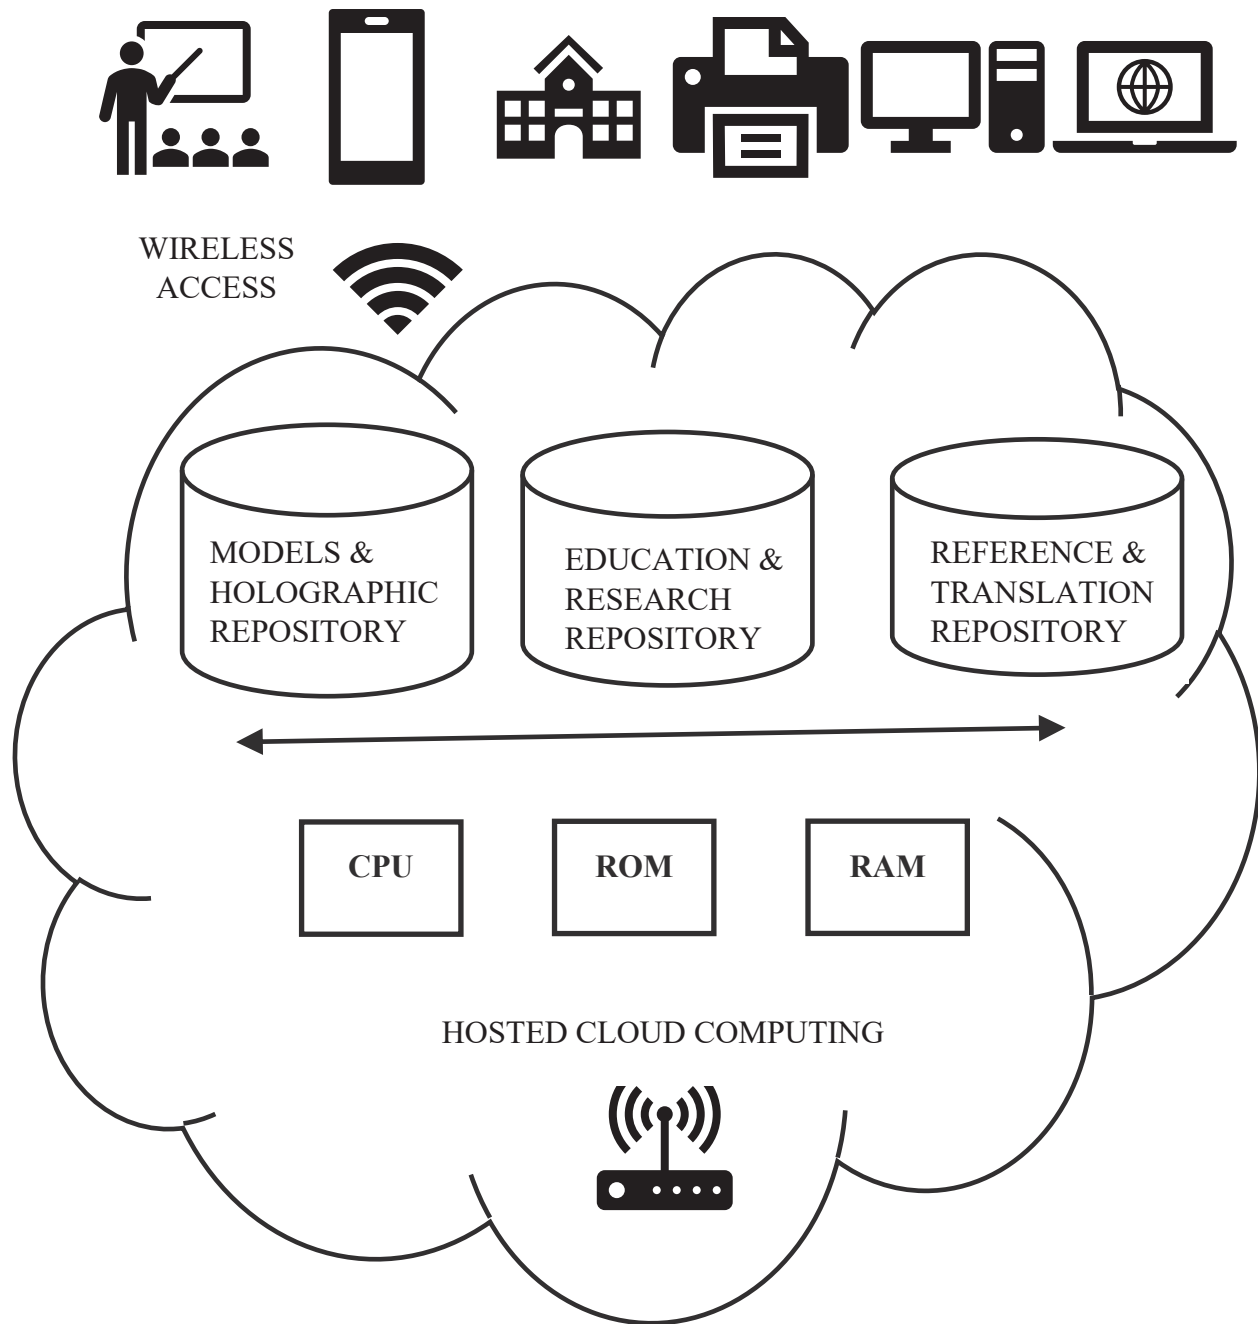 WIRELESS
ACCESS
MODELS &
HOLOGRAPHIC
REPOSITORY
EDUCATION &
RESEARCH
REPOSITORY
REFERENCE &
TRANSLATION
REPOSITORY
CPU
ROM
RAM
HOSTED CLOUD COMPUTING